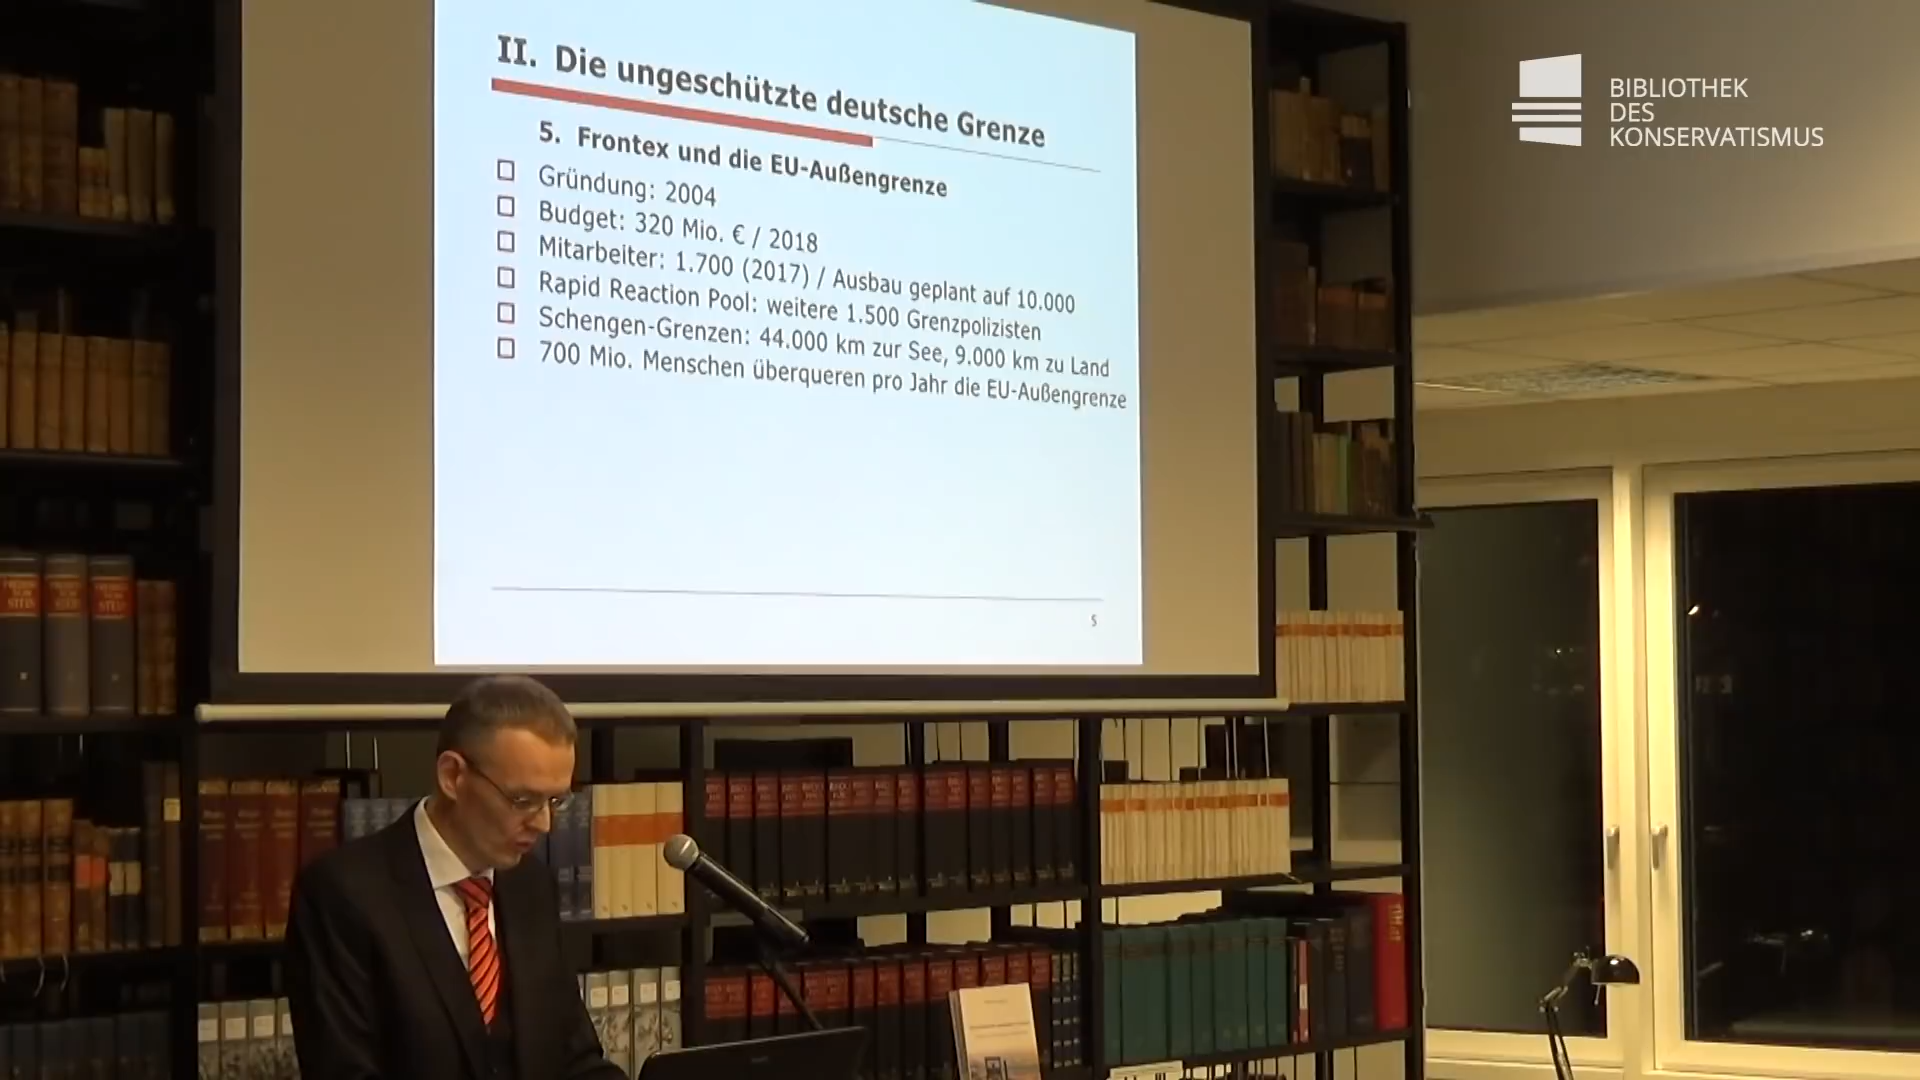 II. Die ungeschützte deutsche Grenze
5. Frontex und die EU-Außengrenze
Gründung: 2004
Budget: 320 Mio. € / 2018
Mitarbeiter: 1.700 (2017) / Ausbau geplant auf 10.000
Rapid Reaction Pool: weitere 1.500 Grenzpolizisten
Schengen-Grenzen: 44.000 km zur See, 9.000 km zu Land
700 Mio. Menschen überqueren pro Jahr die EU-Außengrenze
5
BIBLIOTHEK
DES
KONSERVATISMUS